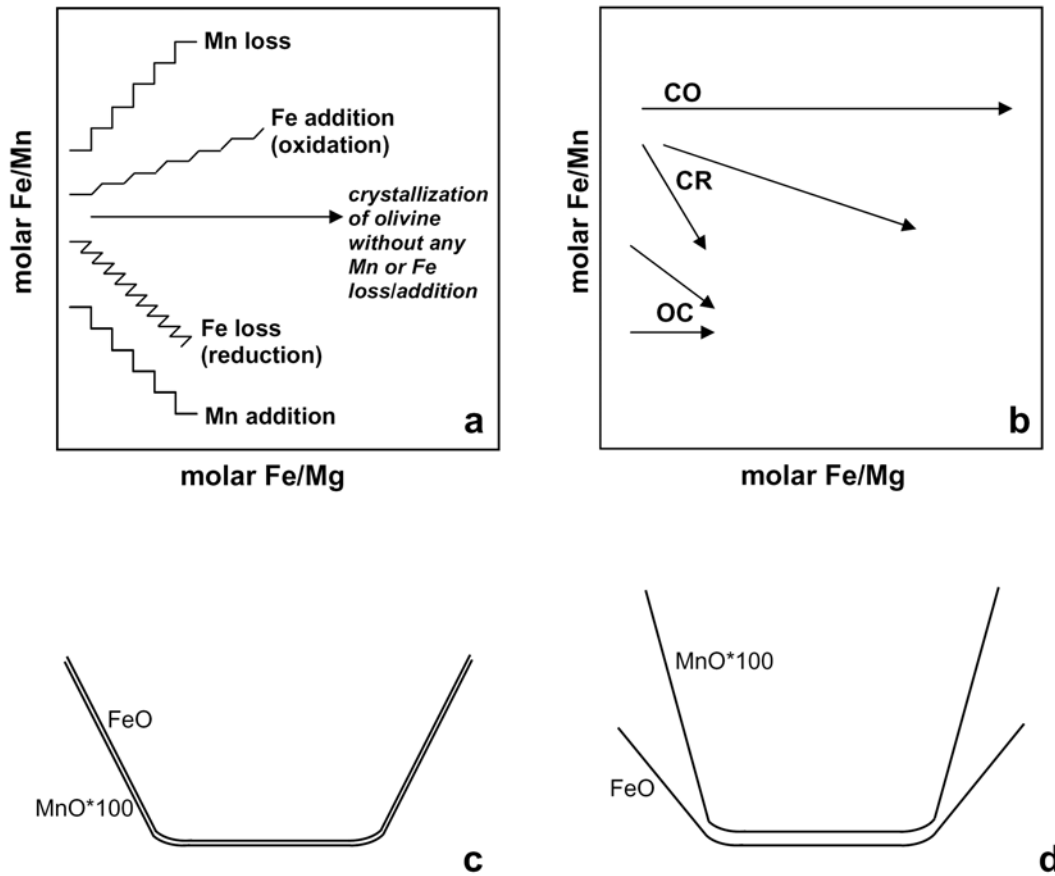 Mn loss
Fe addition
(oxidation)
crystallization
of olivine
without any
Mn or Fe
loss/addition
Fe loss
(reduction)
Mn addition
a
molar Fe/Mn
molar Fe/Mg
CO
CR
OC
b
molar Fe/Mn
molar Fe/Mg
FeO
MnO*100
c
MnO*100
FeO
d